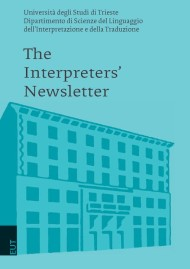 Università degli Studi di Trieste
Dipartimento di Scienze del Linguaggio
dell'Interpretazione e della Traduzione
The
Interpreters'
Newsletter
EUT